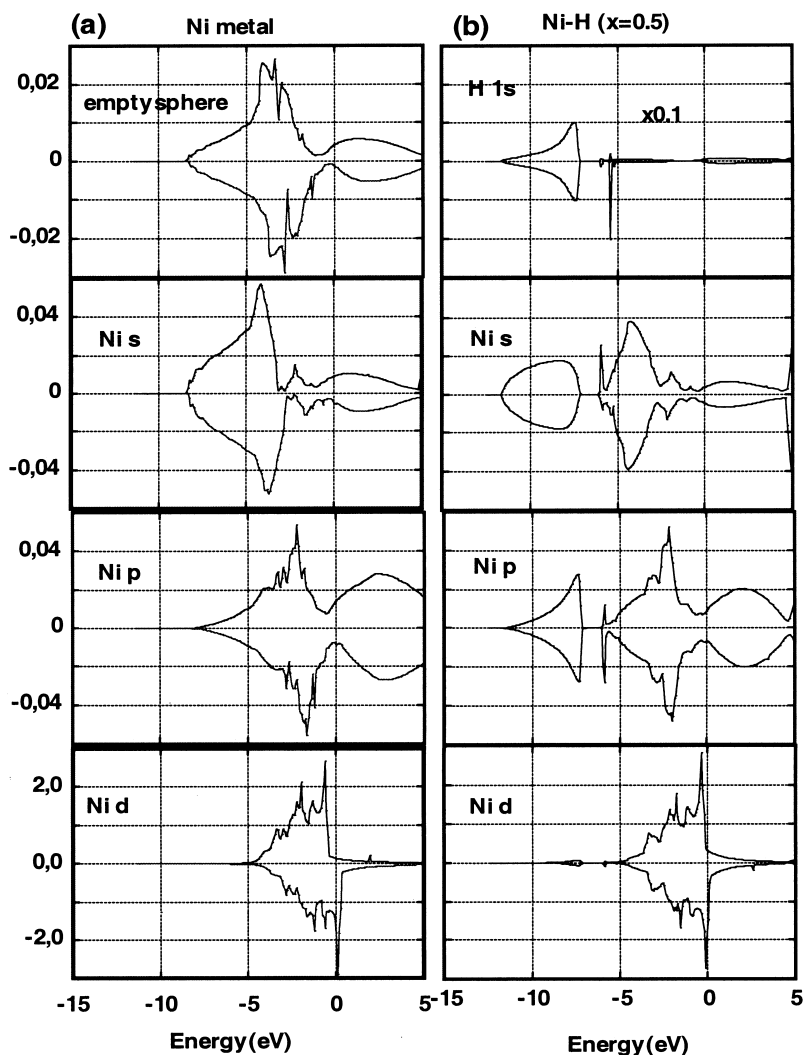 (a) Ni metal
(b) Ni-H (x=0.5)
0,02
0
-0,02
empty sphere
H 1s
x0.1
0,04
0
-0,04
Ni s
Ni s
0,04
0
-0,04
Ni p
Ni p
2,0
0,0
-2,0
Ni d
Ni d
-15 -10 -5 0 5
-15 -10 -5 0 5
Energy (eV)
Energy (eV)